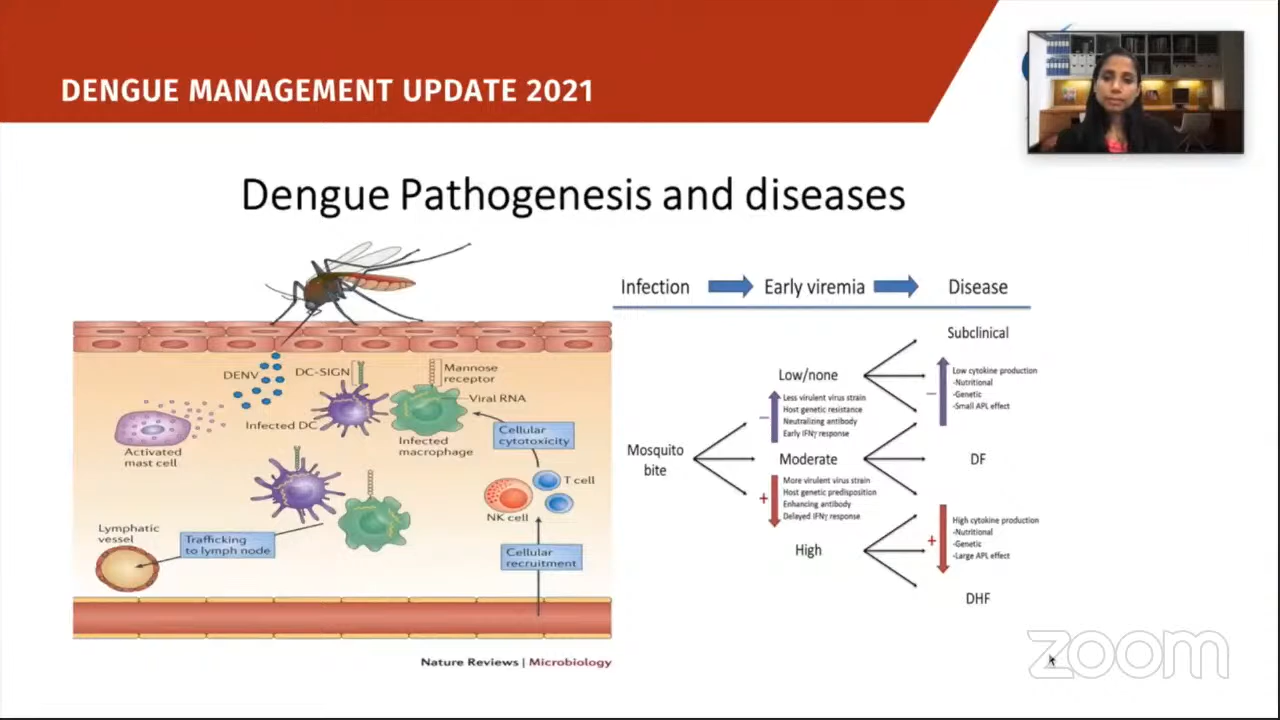 DENGUE MANAGEMENT UPDATE 2021
Dengue Pathogenesis and diseases
DENV
DC-SIGN
Mannose
receptor
Viral RNA
Infected DC
Activated
mast cell
Infected
macrophage
Cellular
cytotoxicity
T cell
NK cell
Lymphatic
vessel
Trafficking
to lymph node
Cellular
recruitment
Nature Reviews | Microbiology
Infection
Early viremia
Disease
Mosquito
bite
Low/none
–
Less virulent virus strain
Host genetic resistance
Neutralizing antibody
Early IFNγ response
Moderate
+
More virulent virus strain
Host genetic predisposition
Enhancing antibody
Delayed IFNγ response
High
Subclinical
–
Low cytokine production
-Nutritional
-Genetic
-Small APL effect
DF
+
High cytokine production
-Nutritional
-Genetic
-Large APL effect
DHF
zoom